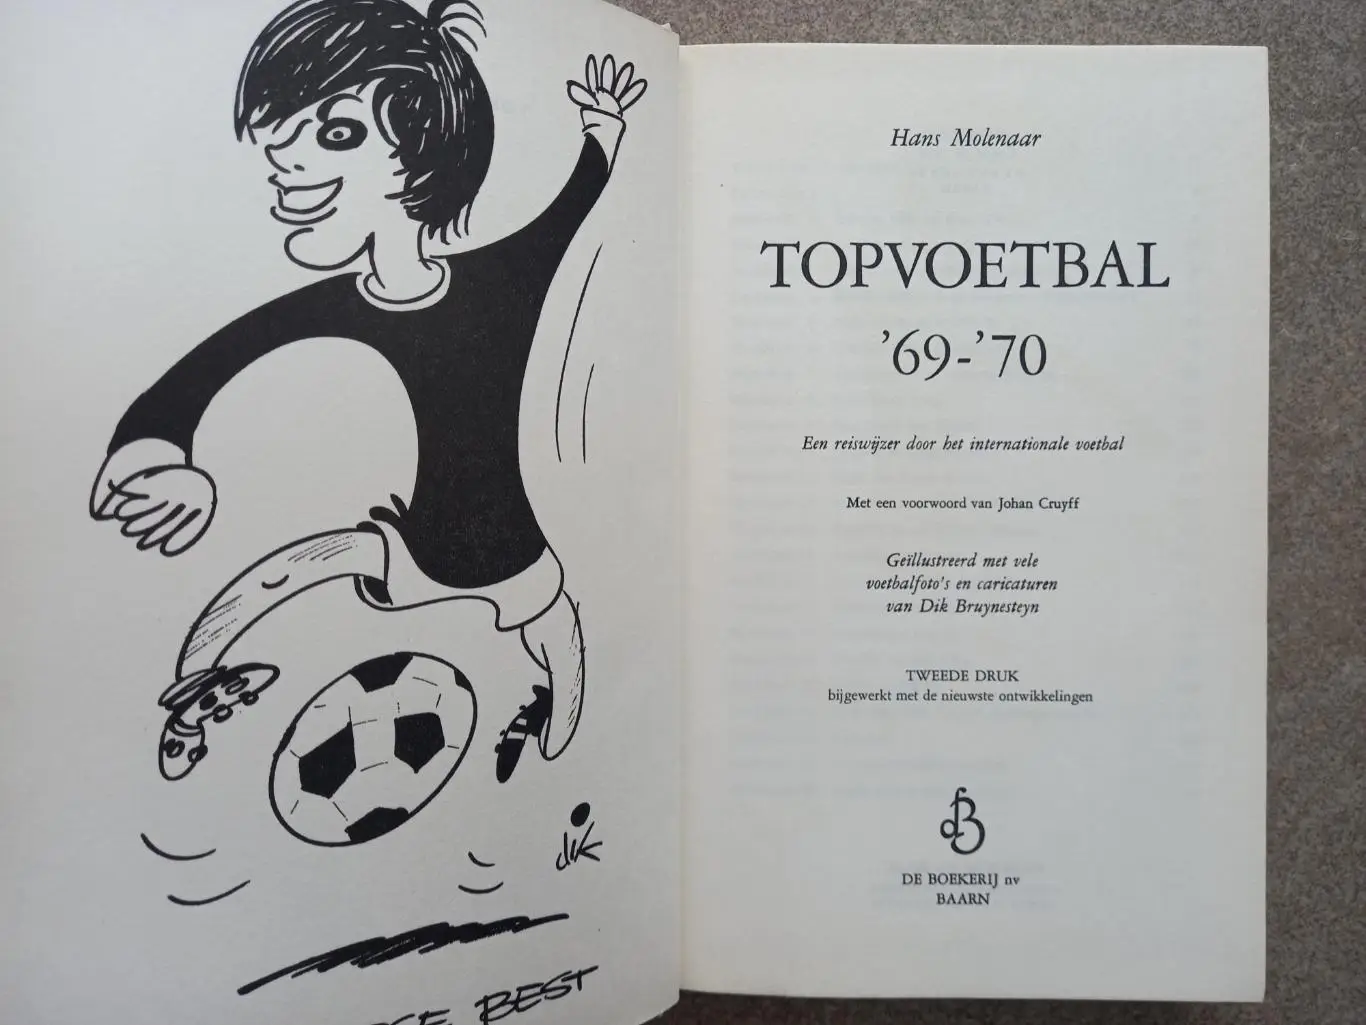 dik
BEST
Hans Molenaar
TOPVOETBAL
’69-’70
Een reiswijzer door het internationale voetbal
Met een voorwoord van Johan Cruyff
Geïllustreerd met vele
voetbalfoto’s en caricaturen
van Dik Bruynesteyn
TWEEDE DRUK
bijgewerkt met de nieuwste ontwikkelingen
dB
DE BOEKERIJ nv
BAARN